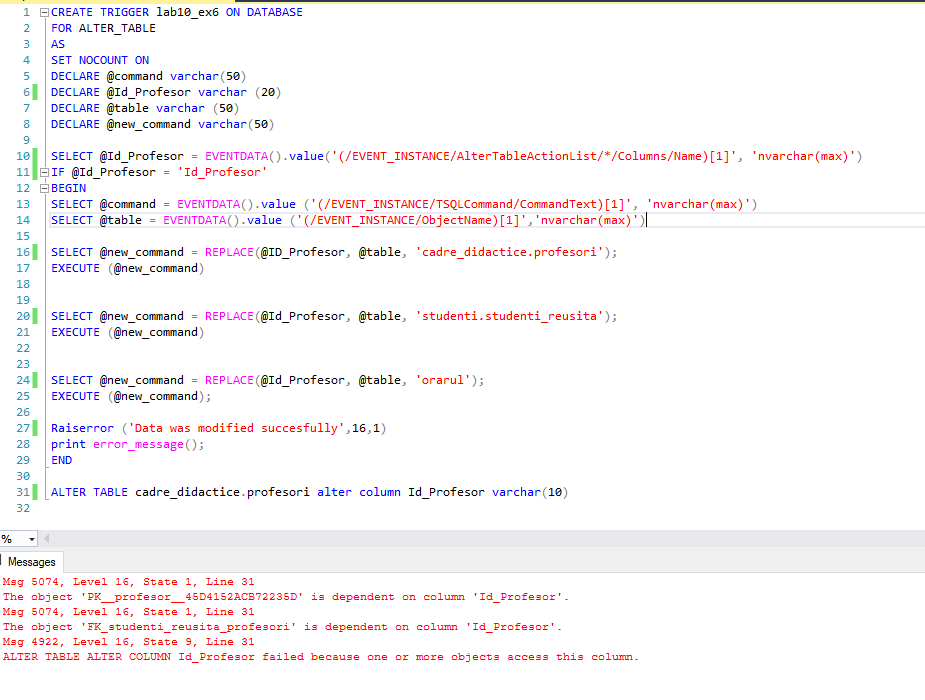 1 CREATE TRIGGER lab10_ex6 ON DATABASE
2 FOR ALTER_TABLE
3 AS
4 SET NOCOUNT ON
5 DECLARE @command varchar(50)
6 DECLARE @Id_Profesor varchar (20)
7 DECLARE @table varchar (50)
8 DECLARE @new_command varchar(50)
9
10 SELECT @Id_Profesor = EVENTDATA().value('(/EVENT_INSTANCE/AlterTableActionList/*/Columns/Name)[1]', 'nvarchar(max)')
11 IF @Id_Profesor = 'Id_Profesor'
12 BEGIN
13 SELECT @command = EVENTDATA().value ('(/EVENT_INSTANCE/TSQLCommand/CommandText)[1]', 'nvarchar(max)')
14 SELECT @table = EVENTDATA().value ('(/EVENT_INSTANCE/ObjectName)[1]','nvarchar(max)')
15
16 SELECT @new_command = REPLACE(@ID_Profesor, @table, 'cadre_didactice.profesori');
17 EXECUTE (@new_command)
18
19
20 SELECT @new_command = REPLACE(@Id_Profesor, @table, 'studenti.studenti_reusita');
21 EXECUTE (@new_command)
22
23
24 SELECT @new_command = REPLACE(@Id_Profesor, @table, 'orarul');
25 EXECUTE (@new_command);
26
27 Raiserror ('Data was modified succesfully',16,1)
28 print error_message();
29 END
30
31 ALTER TABLE cadre_didactice.profesori alter column Id_Profesor varchar(10)
32
%
Messages
Msg 5074, Level 16, State 1, Line 31
The object 'PK__profesor__45D4152ACB72235D' is dependent on column 'Id_Profesor'.
Msg 5074, Level 16, State 1, Line 31
The object 'FK_studenti_reusita_profesori' is dependent on column 'Id_Profesor'.
Msg 4922, Level 16, State 9, Line 31
ALTER TABLE ALTER COLUMN Id_Profesor failed because one or more objects access this column.